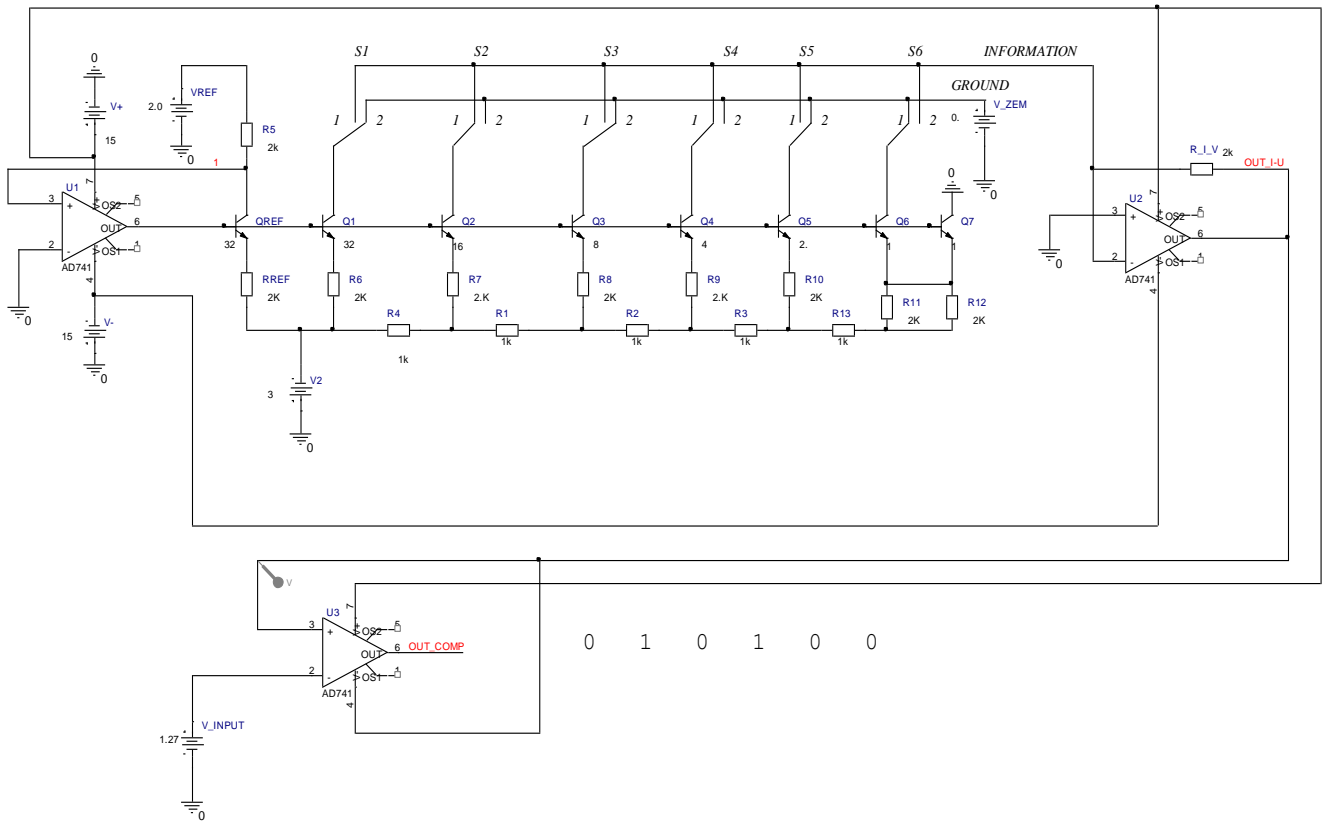 S1 S2 S3 S4 S5 S6 INFORMATION
GROUND
0
V+
15
VREF
2.0
0
R5
2k
1
1 2 1 2 1 2 1 2 1 2 1 2
V_ZEM
0.
0
R_I_V 2k
OUT_I-U
U1
3 +
2 -
7
V+
OS2 5
OUT 6
OS1 1
V-
4
AD741
0
QREF
32
Q1
32
Q2
16
Q3
8
Q4
4
Q5
2.
Q6
1
Q7
1
0
U2
3 +
2 -
7
V+
OS2 5
OUT 6
OS1 1
V-
4
AD741
0
RREF
2K
R6
2K
R7
2.K
R8
2K
R9
2.K
R10
2K
R11
2K
R12
2K
V-
15
0
R4
1k
R1
1k
R2
1k
R3
1k
R13
1k
V2
3
0
V
U3
3 +
2 -
7
V+
OS2 5
OUT 6
OS1 1
V-
4
AD741
OUT_COMP
0 1 0 1 0 0
V_INPUT
1.27
0